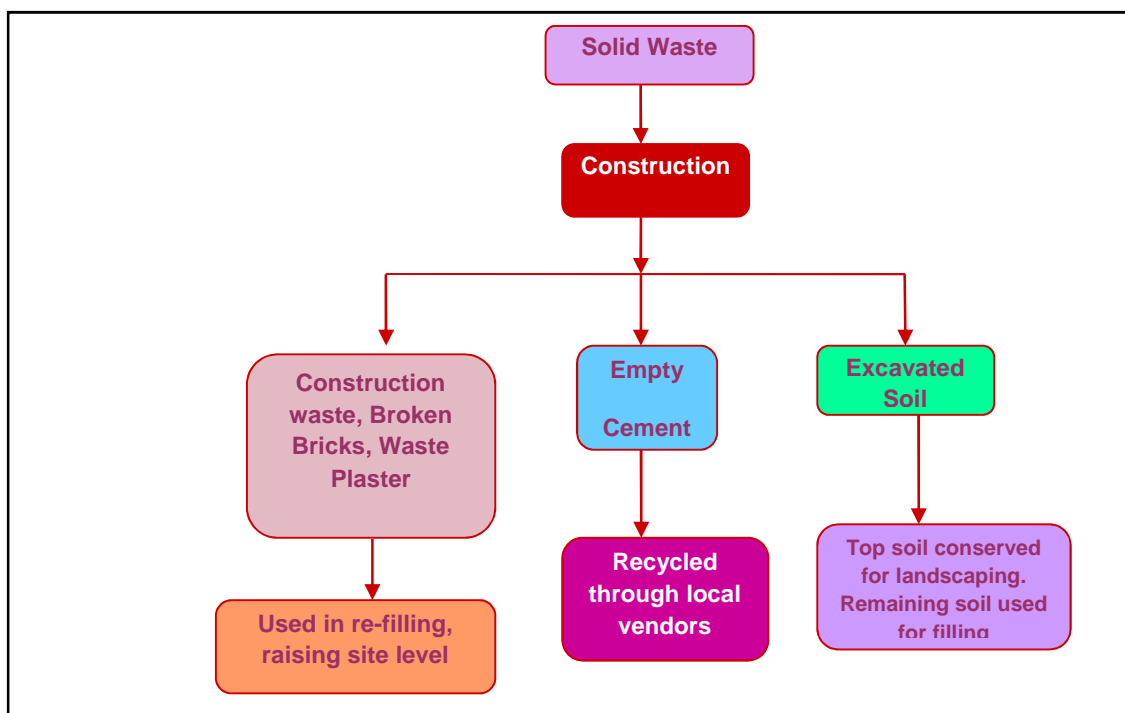 Solid Waste
Construction
Construction
waste, Broken
Bricks, Waste
Plaster
Empty
Cement
Excavated
Soil
Used in re-filling,
raising site level
Recycled
through local
vendors
Top soil conserved
for landscaping.
Remaining soil used
for filling